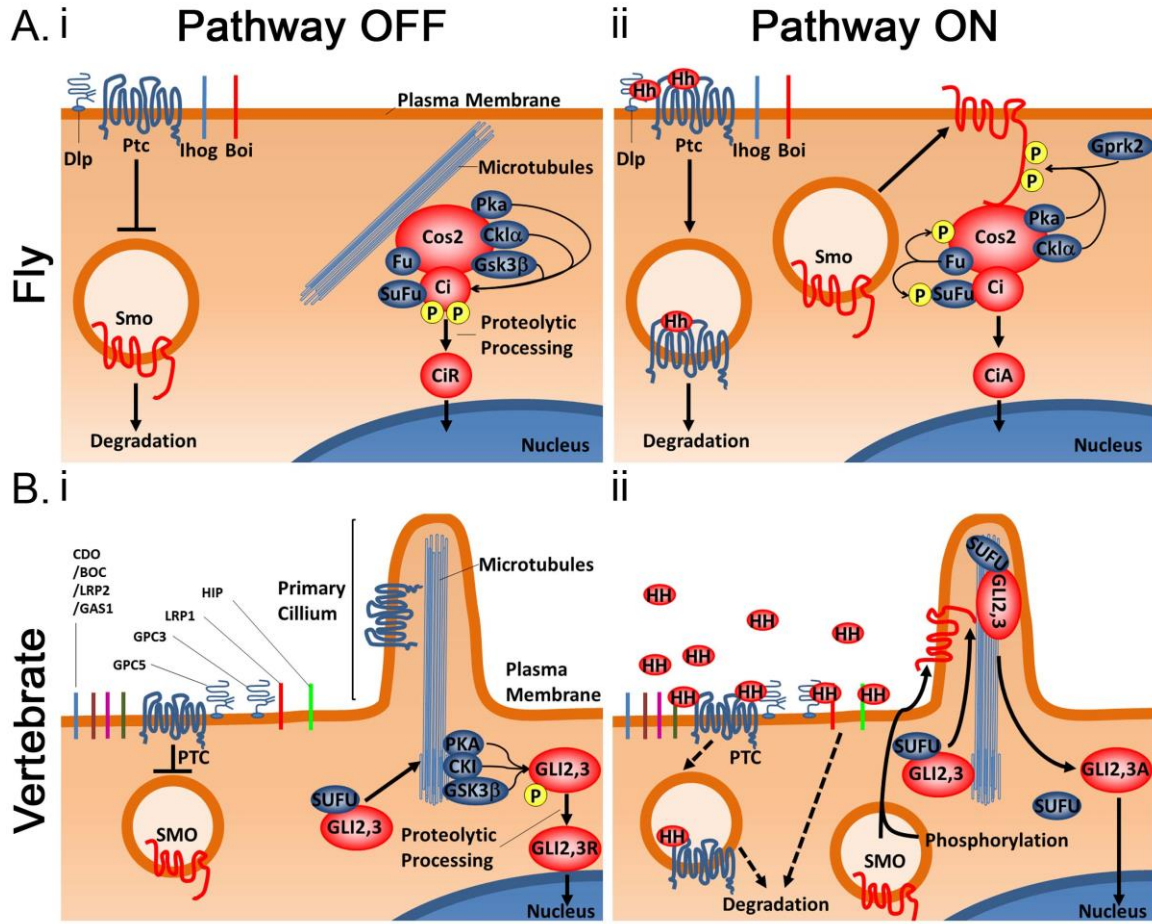 A. i Pathway OFF
ii Pathway ON
Fly
Plasma Membrane
Dlp
Ptc
Ihog
Boi
Microtubules
Pka
Cos2
CkIα
Fu
Gsk3β
SuFu
Ci
P
P
Smo
Proteolytic
Processing
CiR
Degradation
Nucleus
Hh
Hh
Dlp
Ptc
Ihog
Boi
P
P
Gprk2
Pka
P
Cos2
CkIα
Fu
Smo
P
SuFu
Ci
Hh
CiA
Degradation
Nucleus
B. i
ii
Vertebrate
CDO
/BOC
/LRP2
/GAS1
HIP
LRP1
GPC3
GPC5
Primary
Cillium
Microtubules
Plasma
Membrane
PTC
PKA
CKI
GSK3β
GLI2,3
P
SUFU
GLI2,3
SMO
Proteolytic
Processing
GLI2,3R
Nucleus
SUFU
GLI2,3
HH
HH
HH
HH
HH
HH
HH
HH
HH
PTC
SUFU
GLI2,3
GLI2,3A
SUFU
HH
Phosphorylation
SMO
Degradation
Nucleus